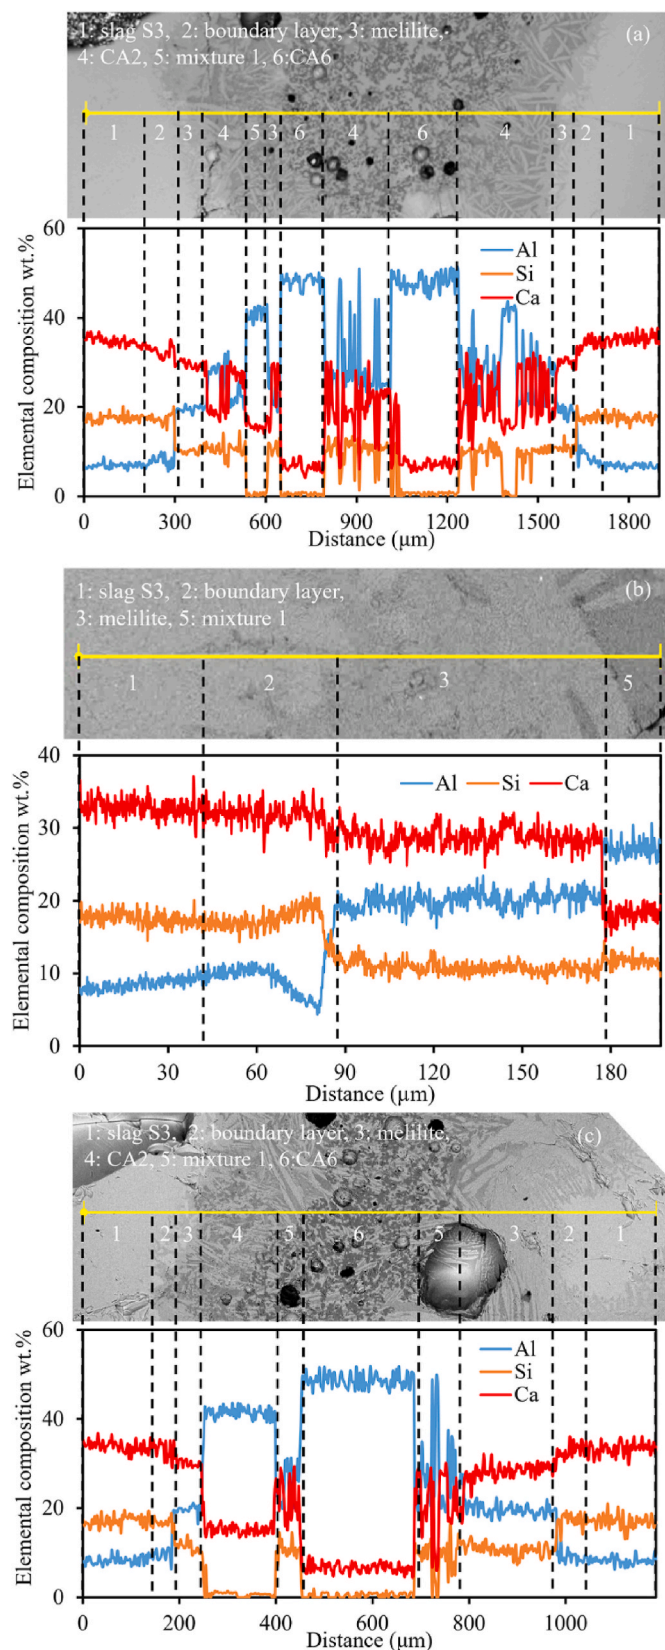 1: slag S3, 2: boundary layer, 3: melilite,
4: CA2, 5: mixture 1, 6:CA6
(a)
1 2 3 4 5 3 6 4 6 4 3 2 1
Elemental composition wt.%
60
40
20
0
Al
Si
Ca
0 300 600 900 1200 1500 1800
Distance (μm)
1: slag S3, 2: boundary layer,
3: melilite, 5: mixture 1
(b)
1 2 3 5
Elemental composition wt.%
40
30
20
10
0
Al Si Ca
0 30 60 90 120 150 180
Distance (μm)
1: slag S3, 2: boundary layer, 3: melilite,
4: CA2, 5: mixture 1, 6:CA6
(c)
1 2 3 4 5 6 5 3 2 1
Elemental composition wt.%
60
40
20
0
Al
Si
Ca
0 200 400 600 800 1000
Distance (μm)